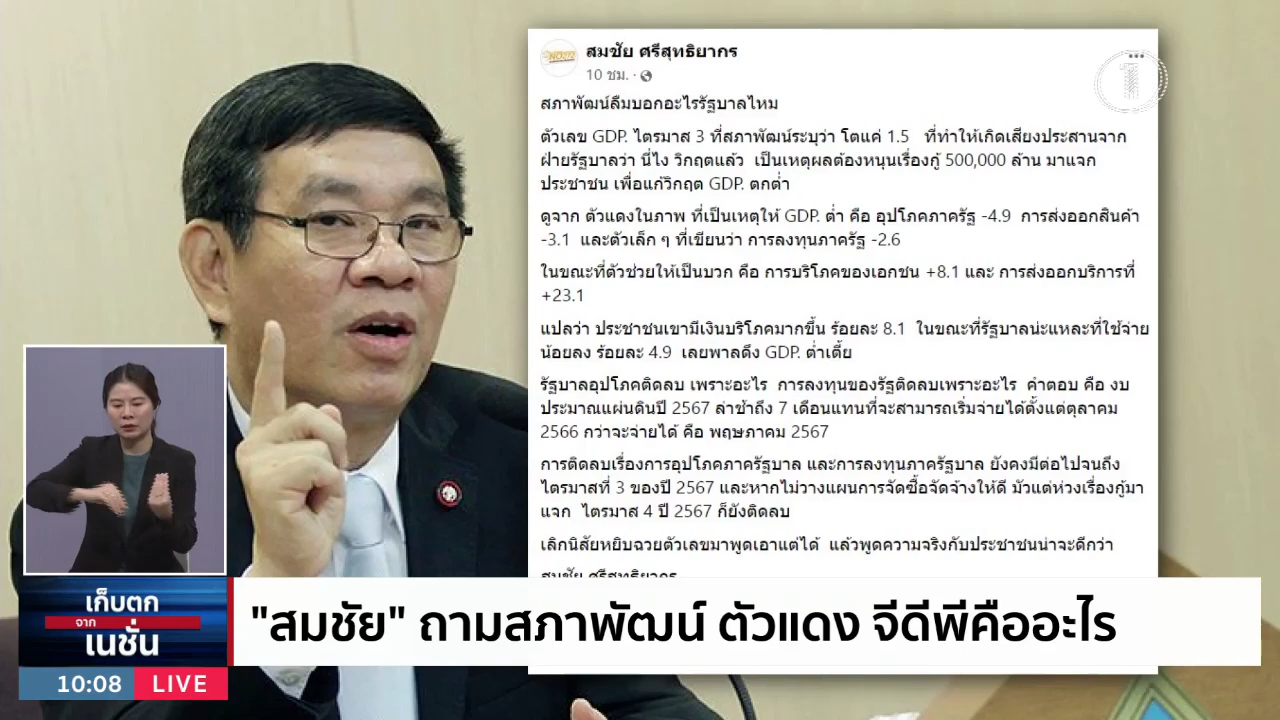 สมชัย ศรีสุทธิยากร
10 ชม. ·
สภาพัฒน์ลืมบอกอะไรรัฐบาลไหม
ตัวเลข GDP. ไตรมาส 3 ที่สภาพัฒน์ระบุว่า โตแค่ 1.5 ที่ทำให้เกิดเสียงประสานจาก
ฝ่ายรัฐบาลว่า นี่ไง วิกฤตแล้ว เป็นเหตุผลต้องหนุนเรื่องกู้ 500,000 ล้าน มาแจก
ประชาชน เพื่อแก้วิกฤต GDP. ตกต่ำ
ดูจาก ตัวแดงในภาพ ที่เป็นเหตุให้ GDP. ต่ำ คือ อุปโภคภาครัฐ -4.9 การส่งออกสินค้า
-3.1 และตัวเล็ก ๆ ที่เขียนว่า การลงทุนภาครัฐ -2.6
ในขณะที่ตัวช่วยให้เป็นบวก คือ การบริโภคของเอกชน +8.1 และ การส่งออกบริการที่
+23.1
แปลว่า ประชาชนเขามีเงินบริโภคมากขึ้น ร้อยละ 8.1 ในขณะที่รัฐบาลน่ะแหละที่ใช้จ่าย
น้อยลง ร้อยละ 4.9 เลยพาลดึง GDP. ต่ำเตี้ย
รัฐบาลอุปโภคติดลบ เพราะอะไร การลงทุนของรัฐติดลบเพราะอะไร คำตอบ คือ งบ
ประมาณแผ่นดินปี 2567 ล่าช้าถึง 7 เดือนแทนที่จะสามารถเริ่มจ่ายได้ตั้งแต่ตุลาคม
2566 กว่าจะจ่ายได้ คือ พฤษภาคม 2567
การติดลบเรื่องการอุปโภคภาครัฐบาล และการลงทุนภาครัฐบาล ยังคงมีต่อไปจนถึง
ไตรมาสที่ 3 ของปี 2567 และหากไม่วางแผนการจัดซื้อจัดจ้างให้ดี มัวแต่ห่วงเรื่องกู้มา
แจก ไตรมาส 4 ปี 2567 ก็ยังติดลบ
เลิกนิสัยหยิบฉวยตัวเลขมาพูดเอาแต่ได้ แล้วพูดความจริงกับประชาชนน่าจะดีกว่า
สมชัย ศรีสุทธิยากร
1
เก็บตก
จาก
เนชั่น
"สมชัย" ถามสภาพัฒน์ ตัวแดง จีดีพีคืออะไร
10:08 LIVE